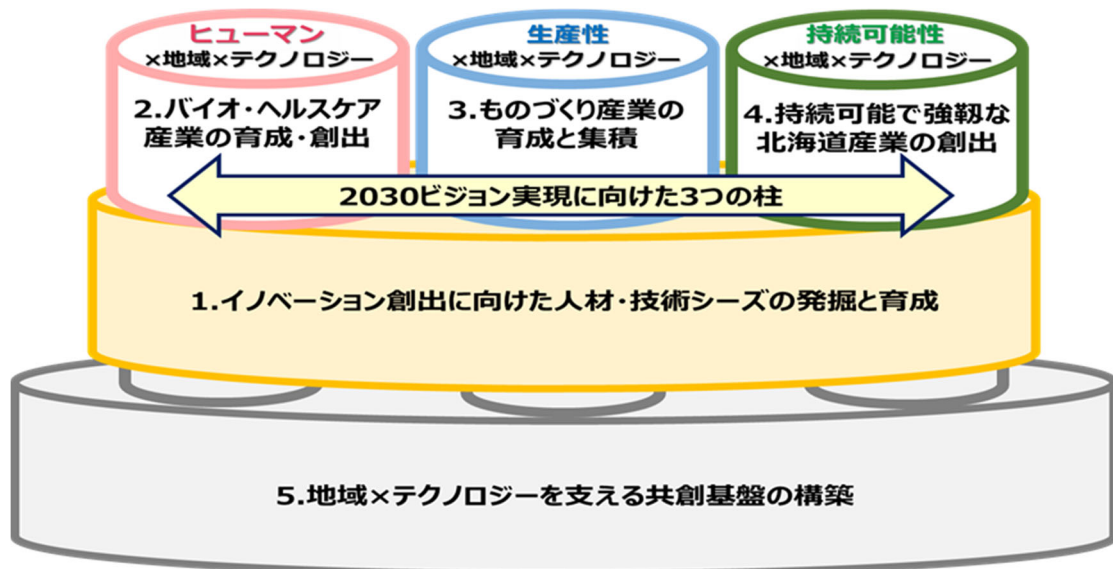 ヒューマン
×地域×テクノロジー
2.バイオ・ヘルスケア
産業の育成・創出
生産性
×地域×テクノロジー
3.ものづくり産業の
育成と集積
持続可能性
×地域×テクノロジー
4.持続可能で強靱な
北海道産業の創出
2030ビジョン実現に向けた3つの柱
1.イノベーション創出に向けた人材・技術シーズの発掘と育成
5.地域×テクノロジーを支える共創基盤の構築